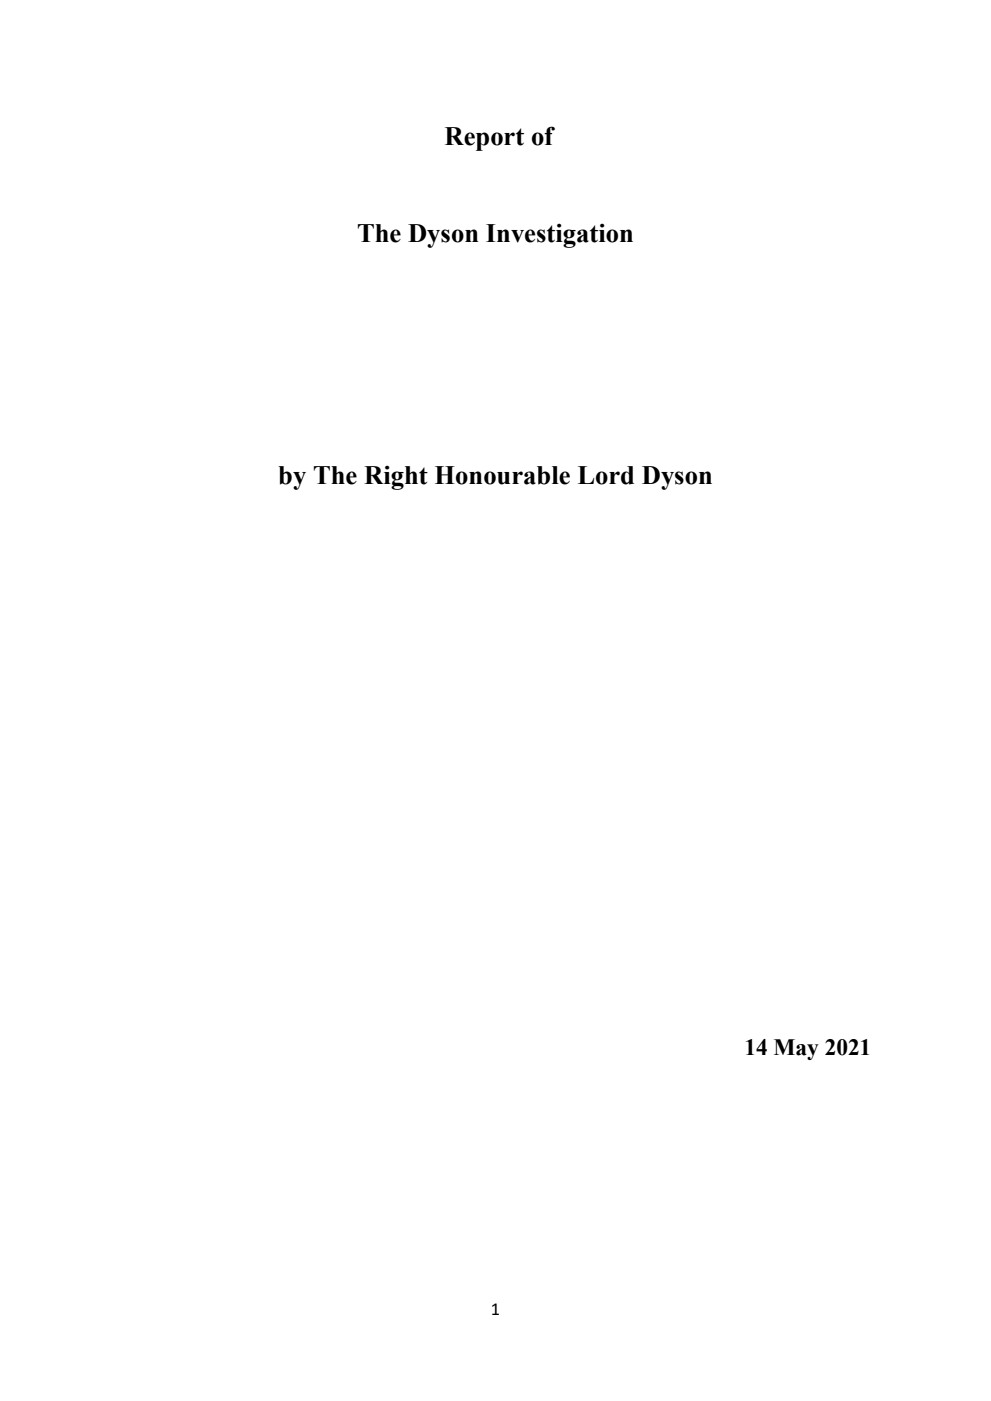 Report of
The Dyson Investigation
by The Right Honourable Lord Dyson
14 May 2021
1